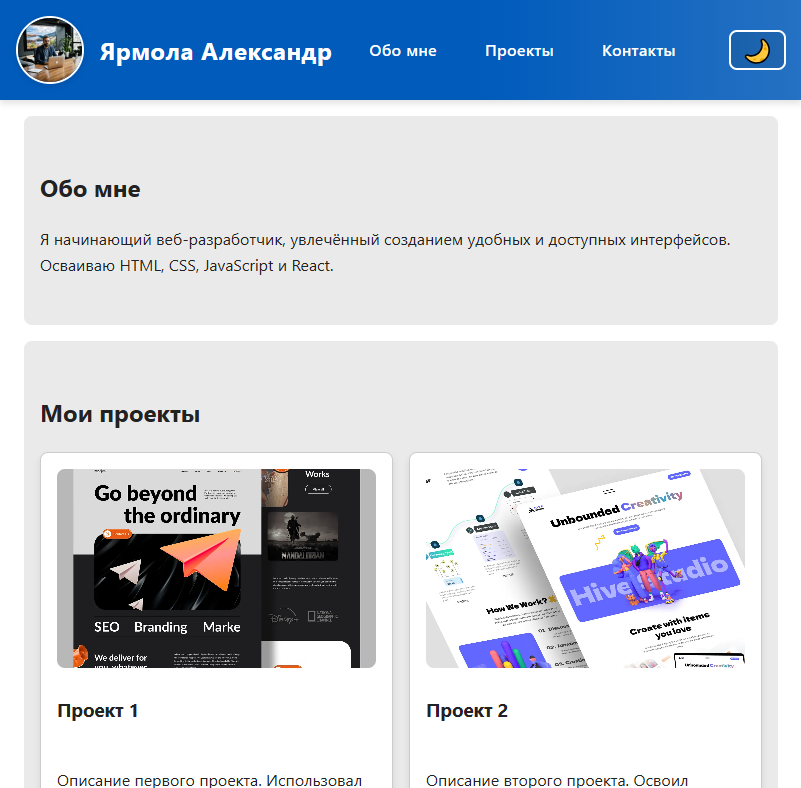 Ярмола Александр
Обо мне
Проекты
Контакты
Обо мне
Я начинающий веб-разработчик, увлечённый созданием удобных и доступных интерфейсов.
Осваиваю HTML, CSS, JavaScript и React.
Мои проекты
Go beyond
the ordinary
Works
SEO Branding Marke
We deliver for
you, whatever
Unbounded Creativity
Hive Studio
How We Work?
Create with items
you love
Проект 1
Проект 2
Описание первого проекта. Использовал
Описание второго проекта. Освоил